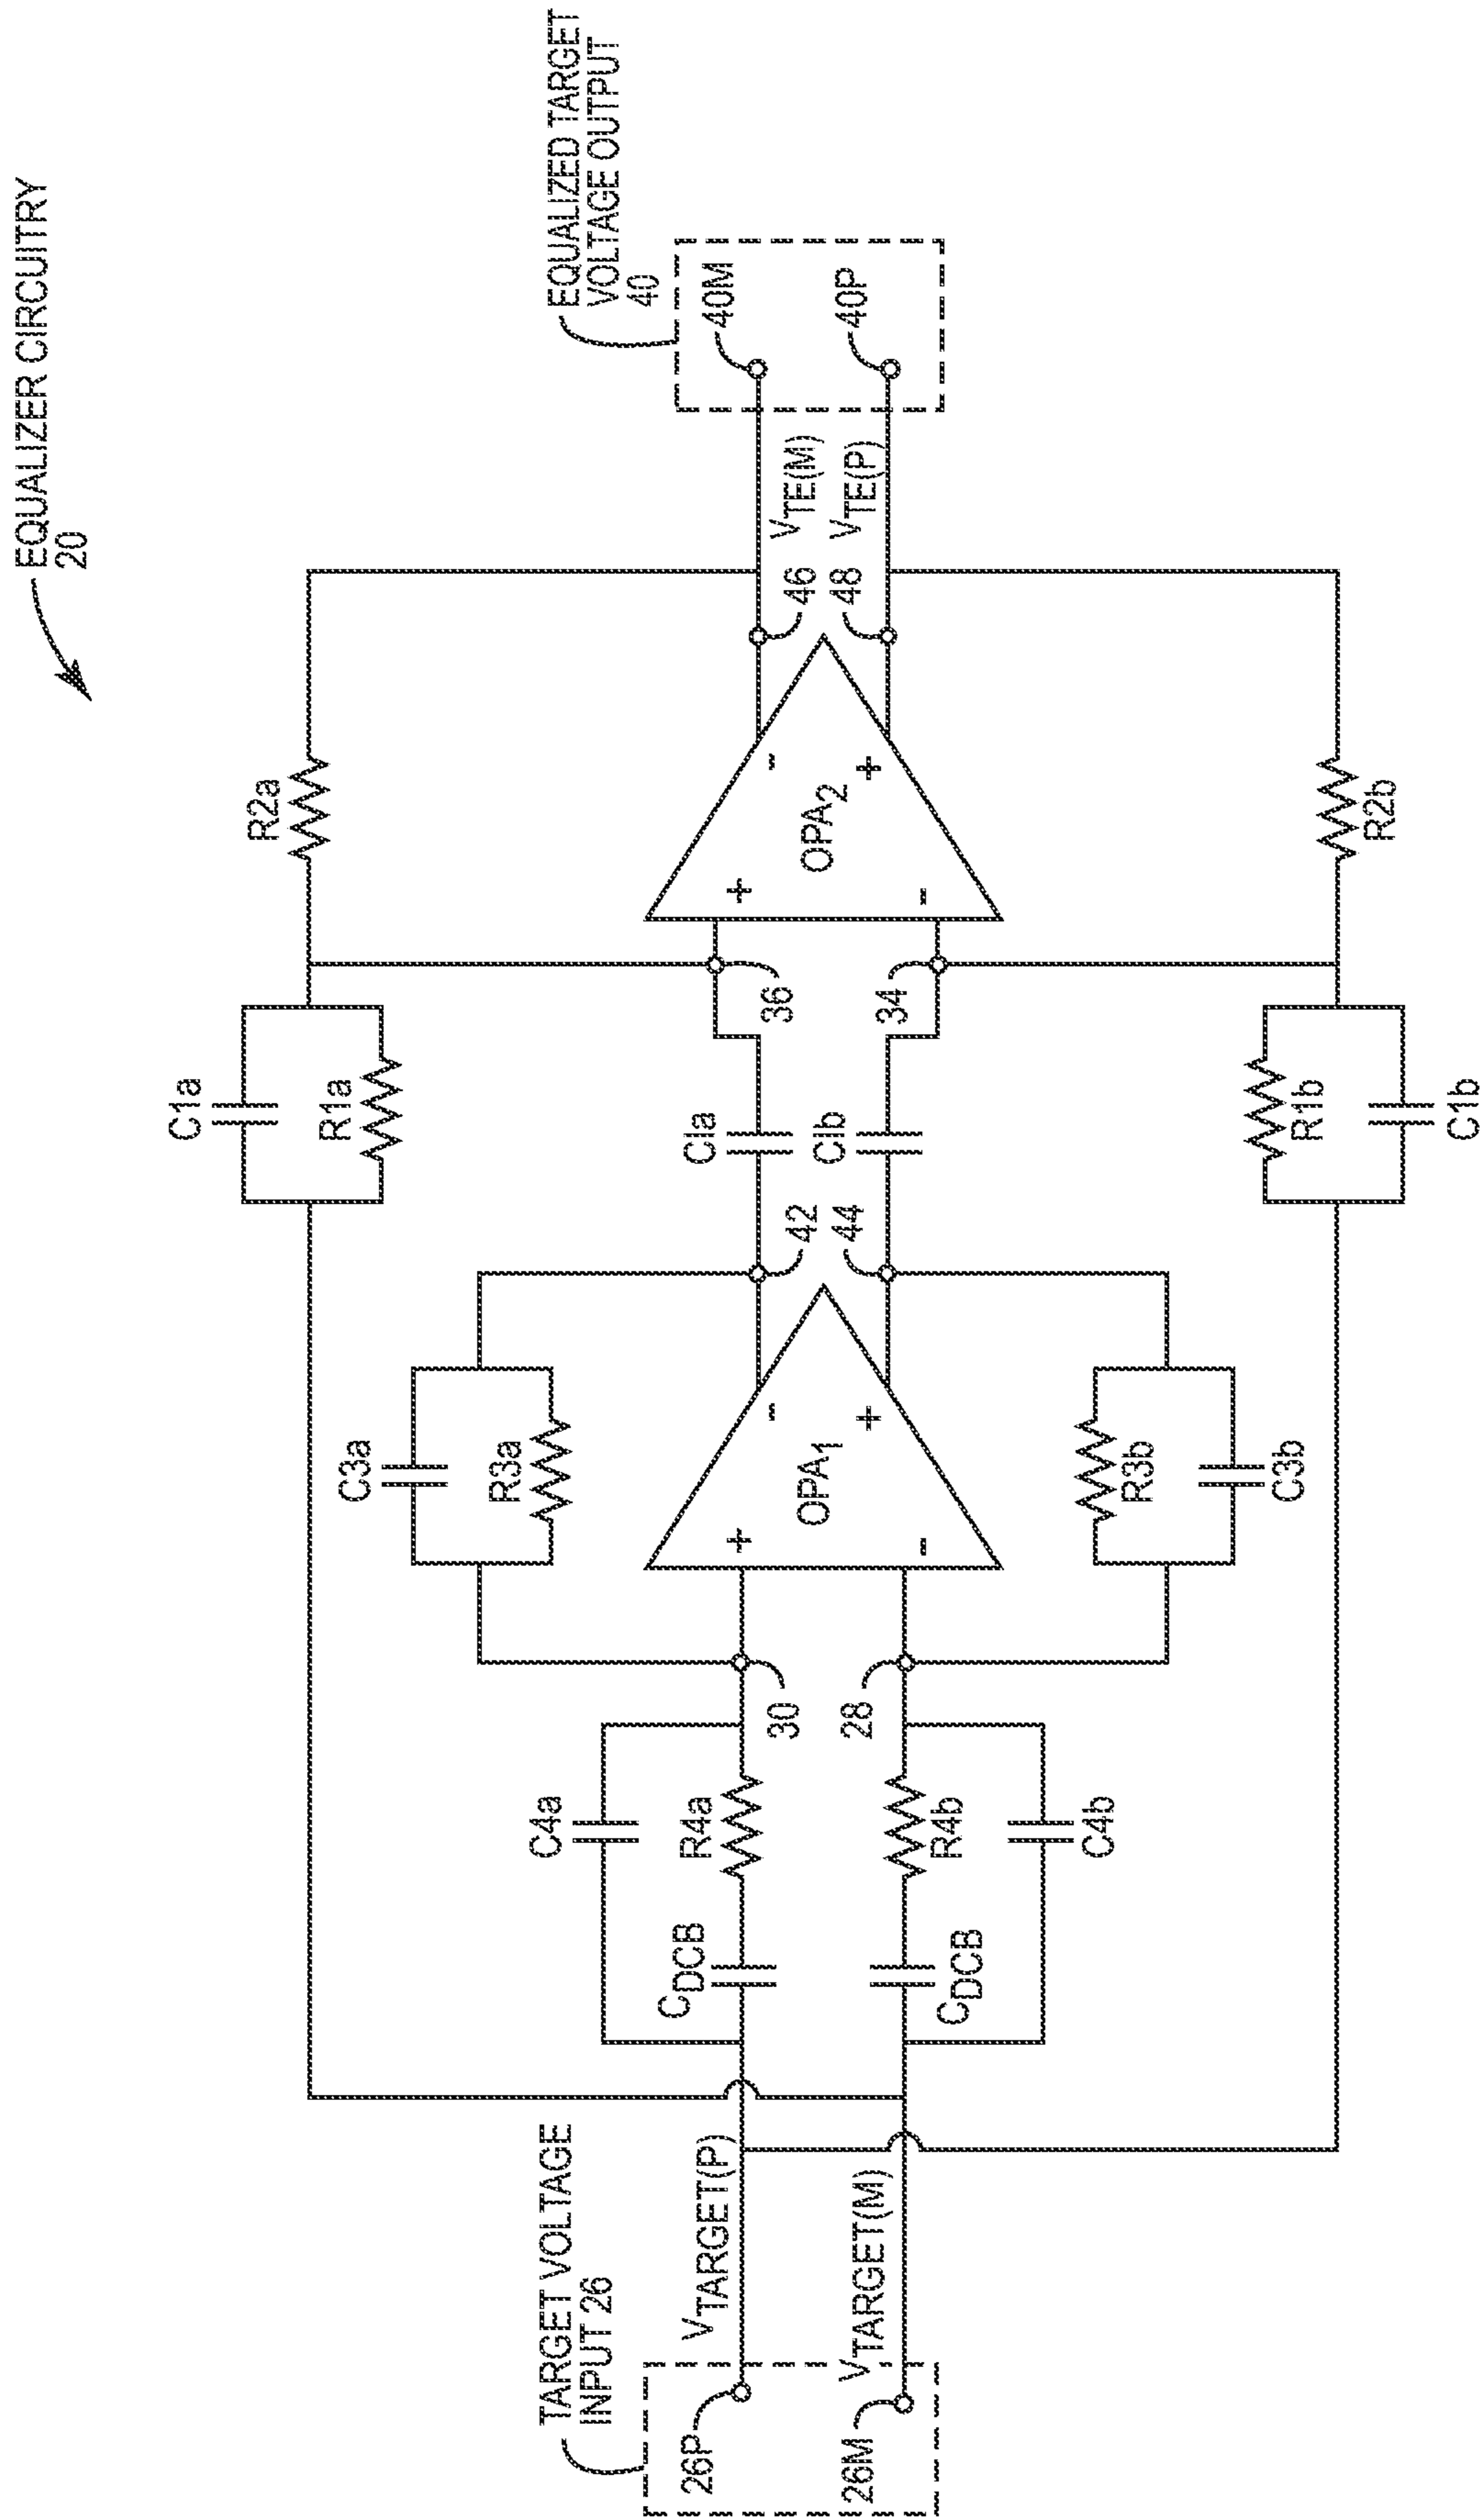 EQUALIZER CIRCUITRY
20
C1a
R1a
R2a
C3a
R3a
C4a
R4a
CDCB
TARGET VOLTAGE
INPUT 26
26P
VTARGET(P)
26M
VTARGET(M)
CDCB
R4b
C4b
30
28
+
-
OPA1
-
+
R3b
C3b
42
44
CIa
CIb
36
34
+
-
OPA2
-
+
46
48
VTE(M)
VTE(P)
EQUALIZED TARGET
VOLTAGE OUTPUT
40
40M
40P
R1b
C1b
R2b